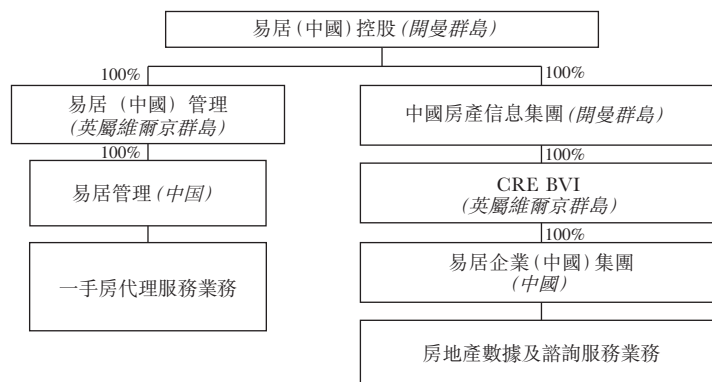 易居(中國)控股(開曼群島)
100%
100%
易居(中國)管理
(英屬維爾京群島)
中國房產信息集團(開曼群島)
100%
100%
易居管理(中国)
CRE BVI
(英屬維爾京群島)
100%
一手房代理服務業務
易居企業(中國)集團
(中國)
房地產數據及諮詢服務業務